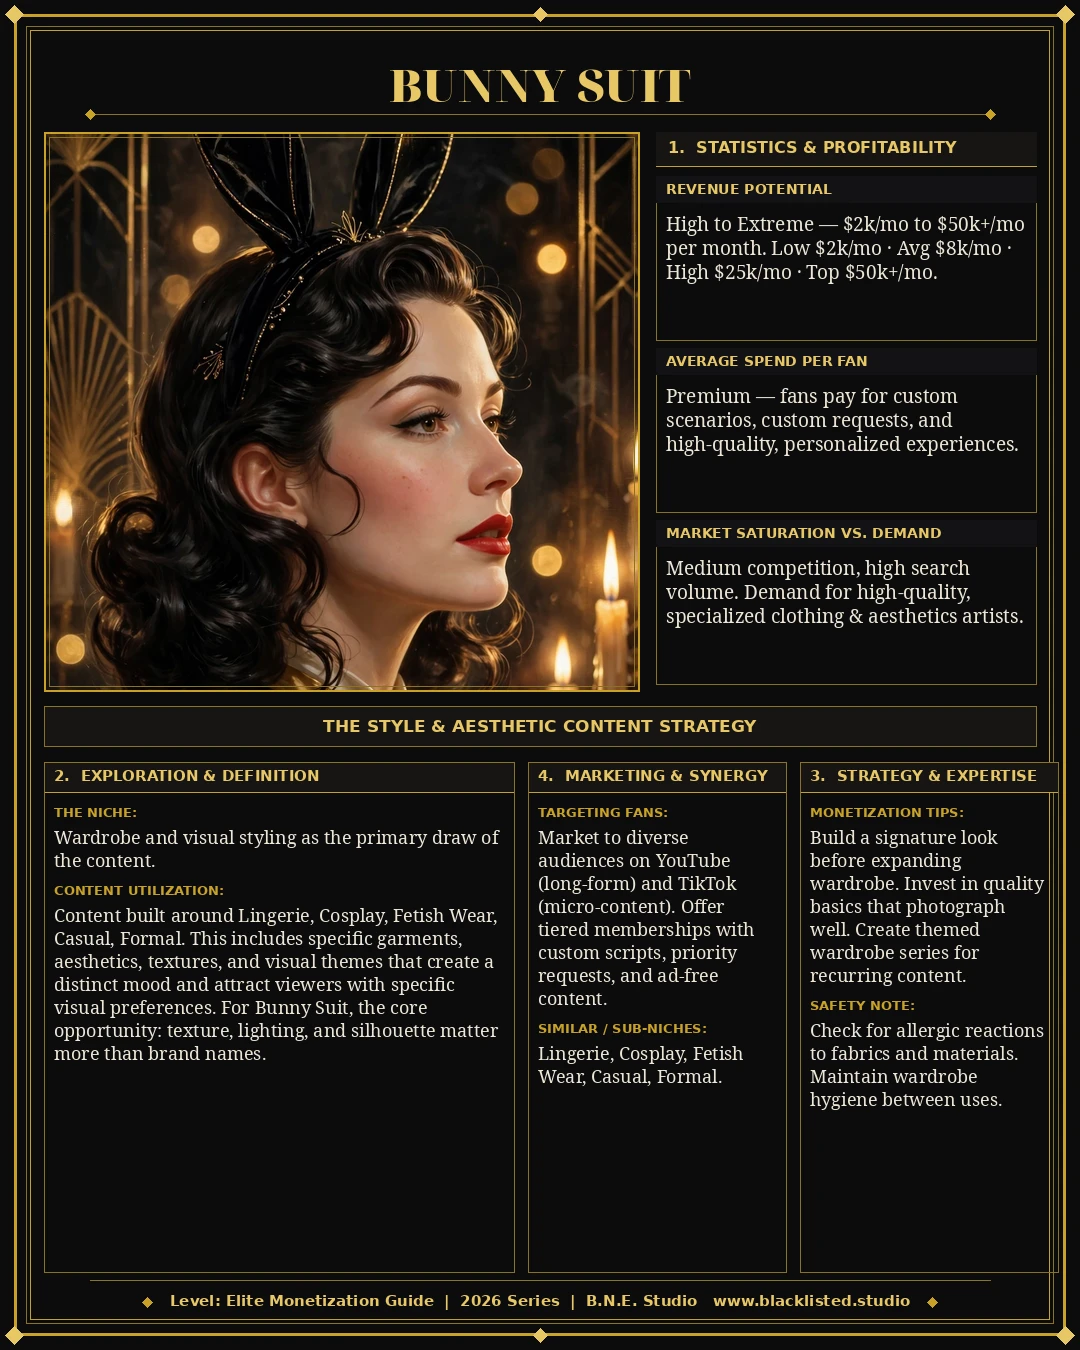 BUNNY SUIT
1. STATISTICS & PROFITABILITY
REVENUE POTENTIAL
High to Extreme — $2k/mo to $50k+/mo
per month. Low $2k/mo · Avg $8k/mo ·
High $25k/mo · Top $50k+/mo.
AVERAGE SPEND PER FAN
Premium — fans pay for custom
scenarios, custom requests, and
high-quality, personalized experiences.
MARKET SATURATION VS. DEMAND
Medium competition, high search
volume. Demand for high-quality,
specialized clothing & aesthetics artists.
THE STYLE & AESTHETIC CONTENT STRATEGY
2. EXPLORATION & DEFINITION
THE NICHE:
Wardrobe and visual styling as the primary draw of
the content.
CONTENT UTILIZATION:
Content built around Lingerie, Cosplay, Fetish Wear,
Casual, Formal. This includes specific garments,
aesthetics, textures, and visual themes that create a
distinct mood and attract viewers with specific
visual preferences. For Bunny Suit, the core
opportunity: texture, lighting, and silhouette matter
more than brand names.
4. MARKETING & SYNERGY
TARGETING FANS:
Market to diverse
audiences on YouTube
(long-form) and TikTok
(micro-content). Offer
tiered memberships with
custom scripts, priority
requests, and ad-free
content.
SIMILAR / SUB-NICHES:
Lingerie, Cosplay, Fetish
Wear, Casual, Formal.
3. STRATEGY & EXPERTISE
MONETIZATION TIPS:
Build a signature look
before expanding
wardrobe. Invest in quality
basics that photograph
well. Create themed
wardrobe series for
recurring content.
SAFETY NOTE:
Check for allergic reactions
to fabrics and materials.
Maintain wardrobe
hygiene between uses.
Level: Elite Monetization Guide | 2026 Series | B.N.E. Studio www.blacklisted.studio